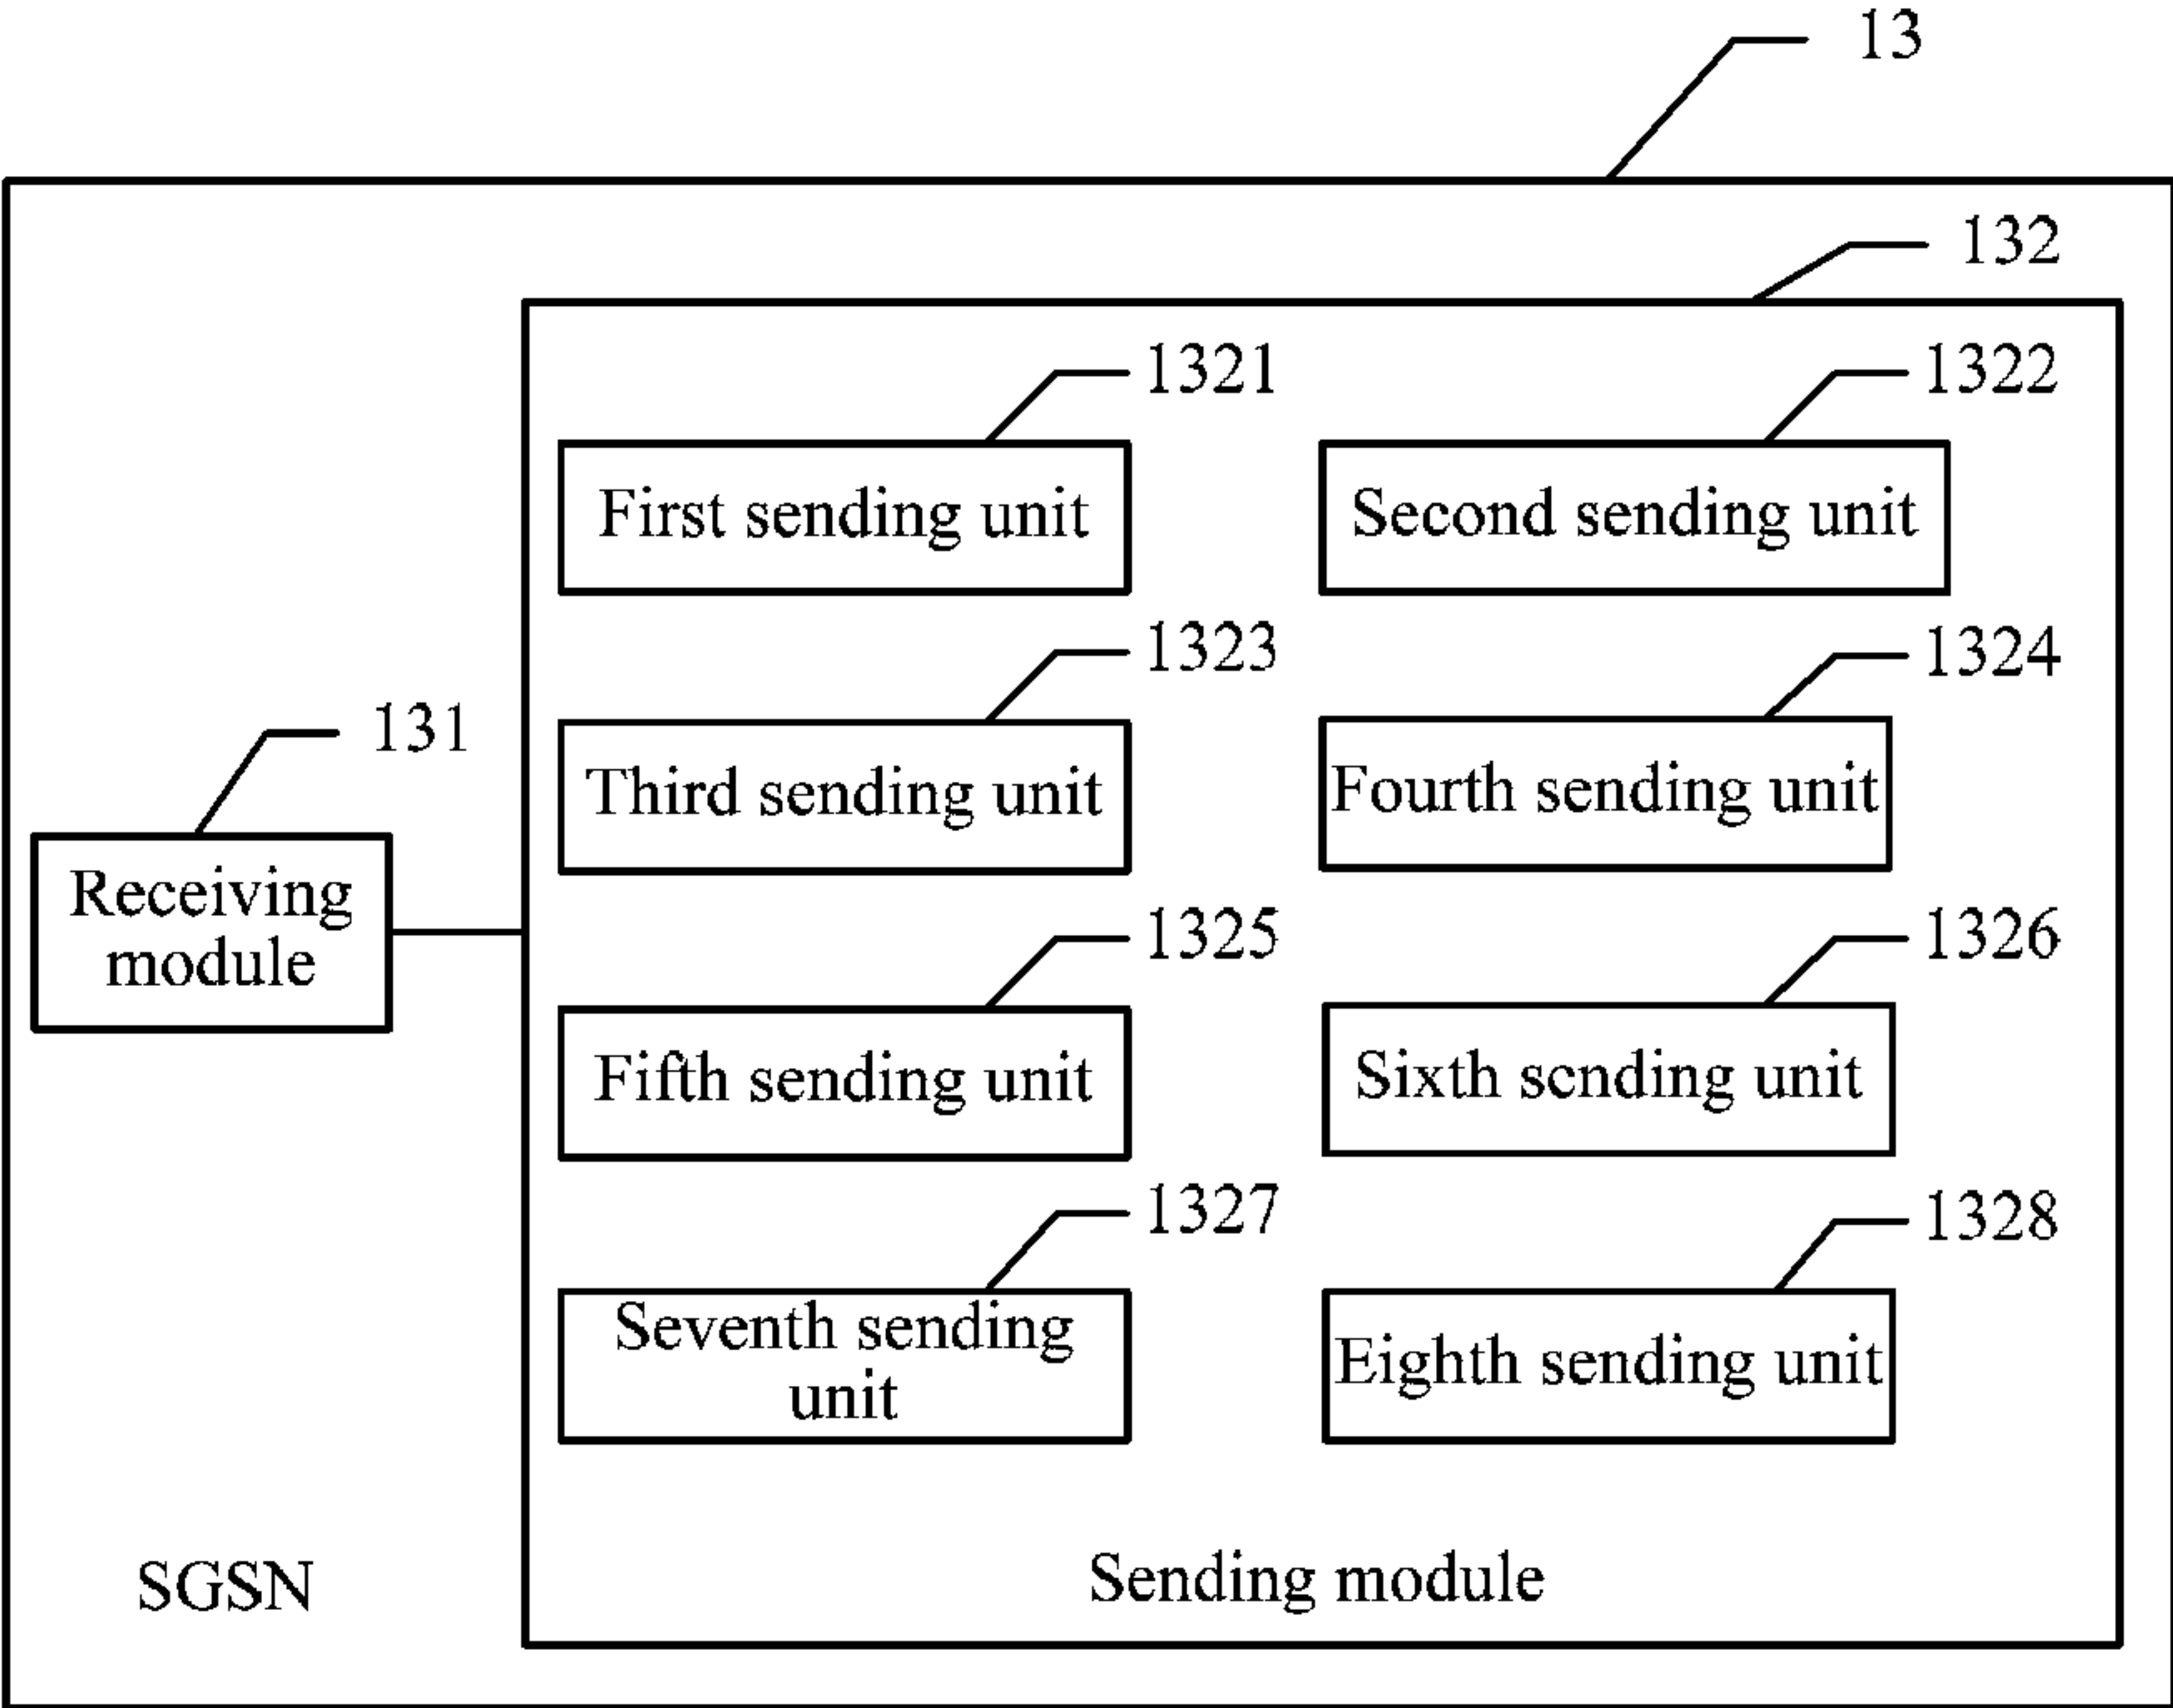 13
132
1321
1322
First sending unit
Second sending unit
1323
1324
Third sending unit
Fourth sending unit
131
Receiving
module
1325
1326
Fifth sending unit
Sixth sending unit
1327
1328
Seventh sending
unit
Eighth sending unit
SGSN
Sending module